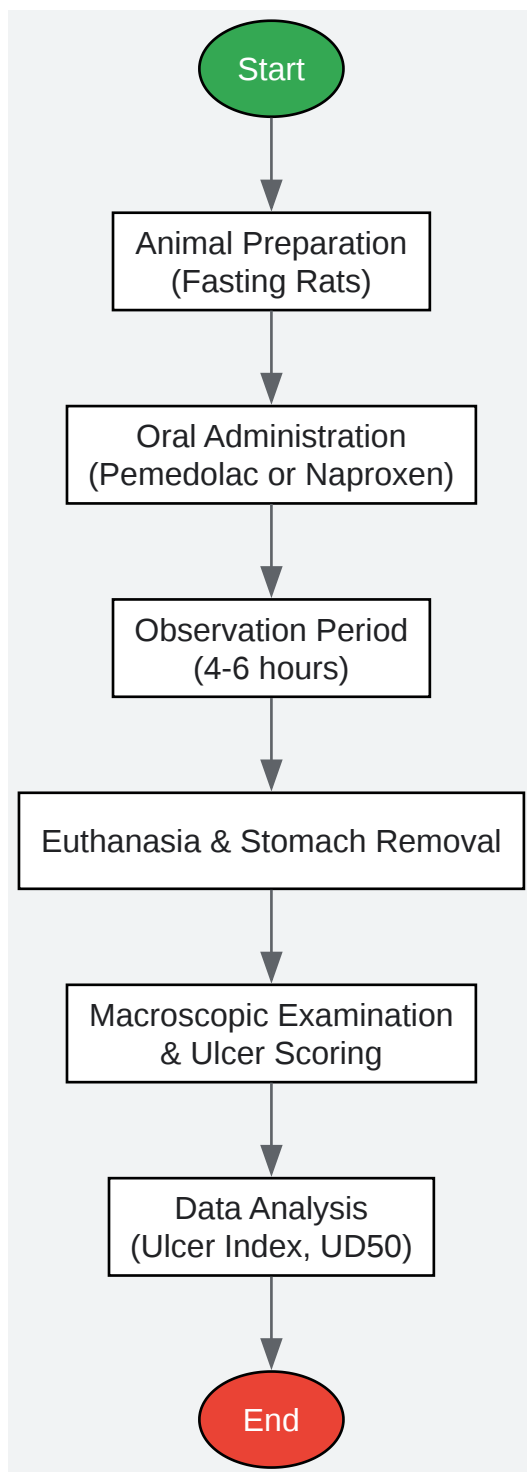 Start
Animal Preparation
(Fasting Rats)
Oral Administration
(Pemedolac or Naproxen)
Observation Period
(4-6 hours)
Euthanasia & Stomach Removal
Macroscopic Examination
& Ulcer Scoring
Data Analysis
(Ulcer Index, UD50)
End